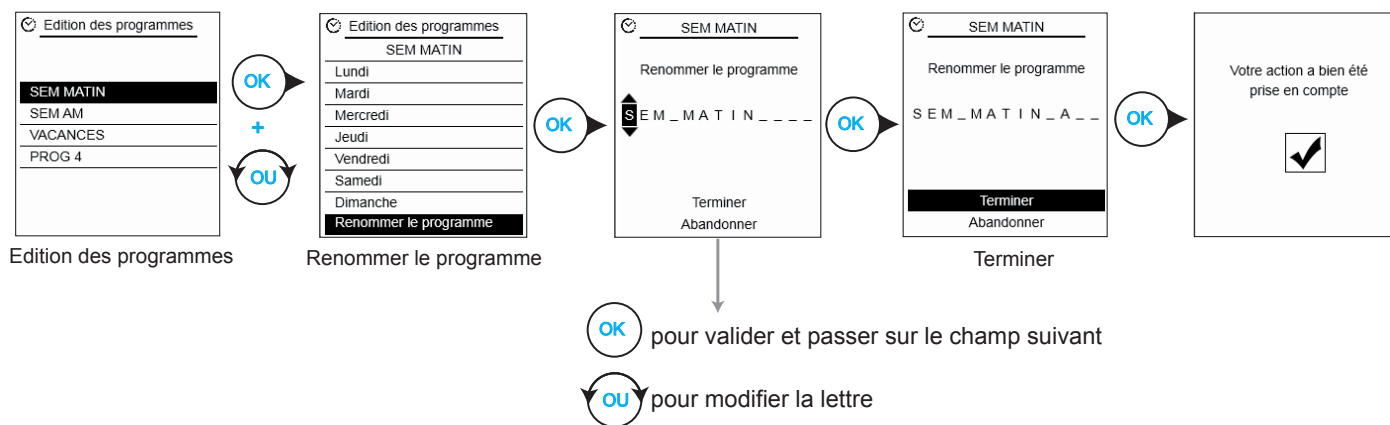 Edition des programmes
SEM MATIN
SEM AM
VACANCES
PROG 4
Edition des programmes
OK
+
OU
Edition des programmes
SEM MATIN
Lundi
Mardi
Mercredi
Jeudi
Vendredi
Samedi
Dimanche
Renommer le programme
Renommer le programme
OK
SEM MATIN
Renommer le programme
S E M _ M A T I N _ _ _ _
Terminer
Abandonner
OK
SEM MATIN
Renommer le programme
S E M _ M A T I N _ A _ _
Terminer
Abandonner
Terminer
OK
Votre action a bien été
prise en compte
OK pour valider et passer sur le champ suivant
OU pour modifier la lettre